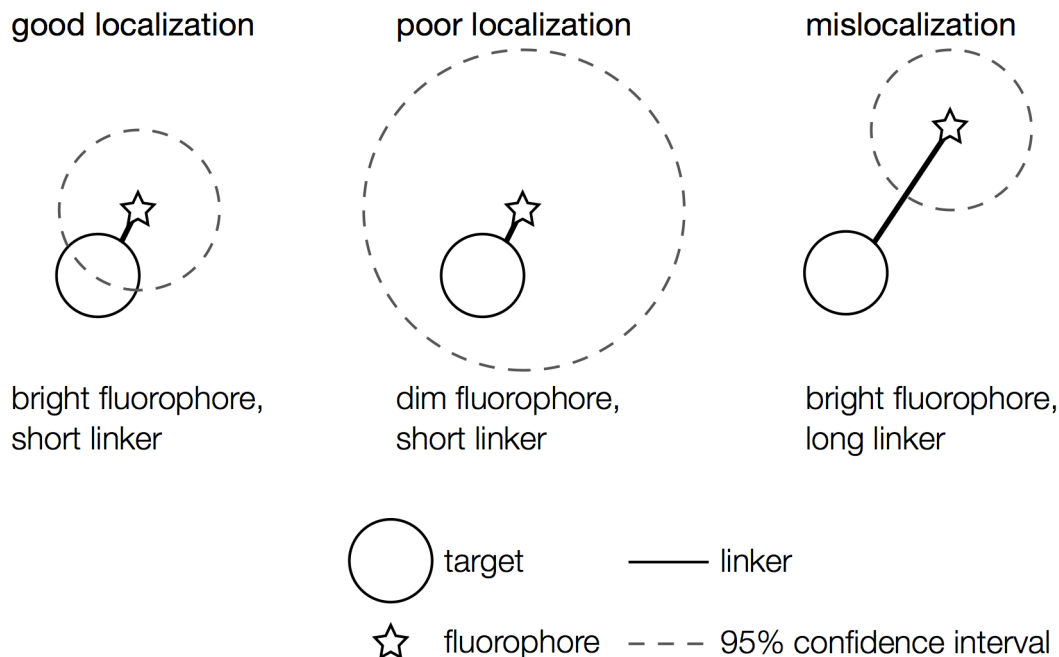 good localization
poor localization
mislocalization
bright fluorophore,
short linker
dim fluorophore,
short linker
bright fluorophore,
long linker
target
linker
fluorophore
95% confidence interval